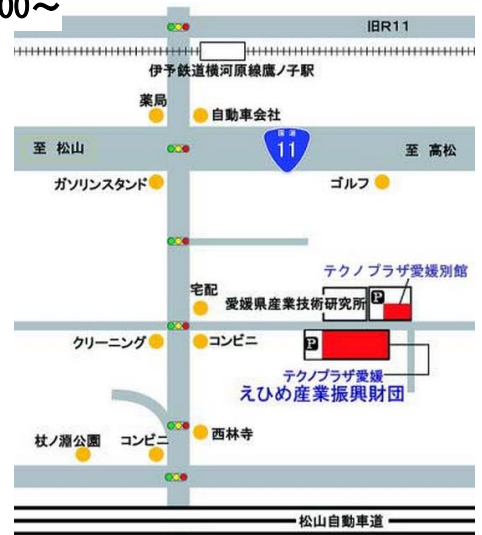 00～
旧R11
伊予鉄道横河原線鷹ノ子駅
薬局
自動車会社
国道
至 松山
11
至 高松
ガソリンスタンド
ゴルフ
テクノプラザ愛媛別館
宅配
愛媛県産業技術研究所
P
クリーニング
コンビニ
P
テクノプラザ愛媛
えひめ産業振興財団
西林寺
杖ノ淵公園
コンビニ
松山自動車道